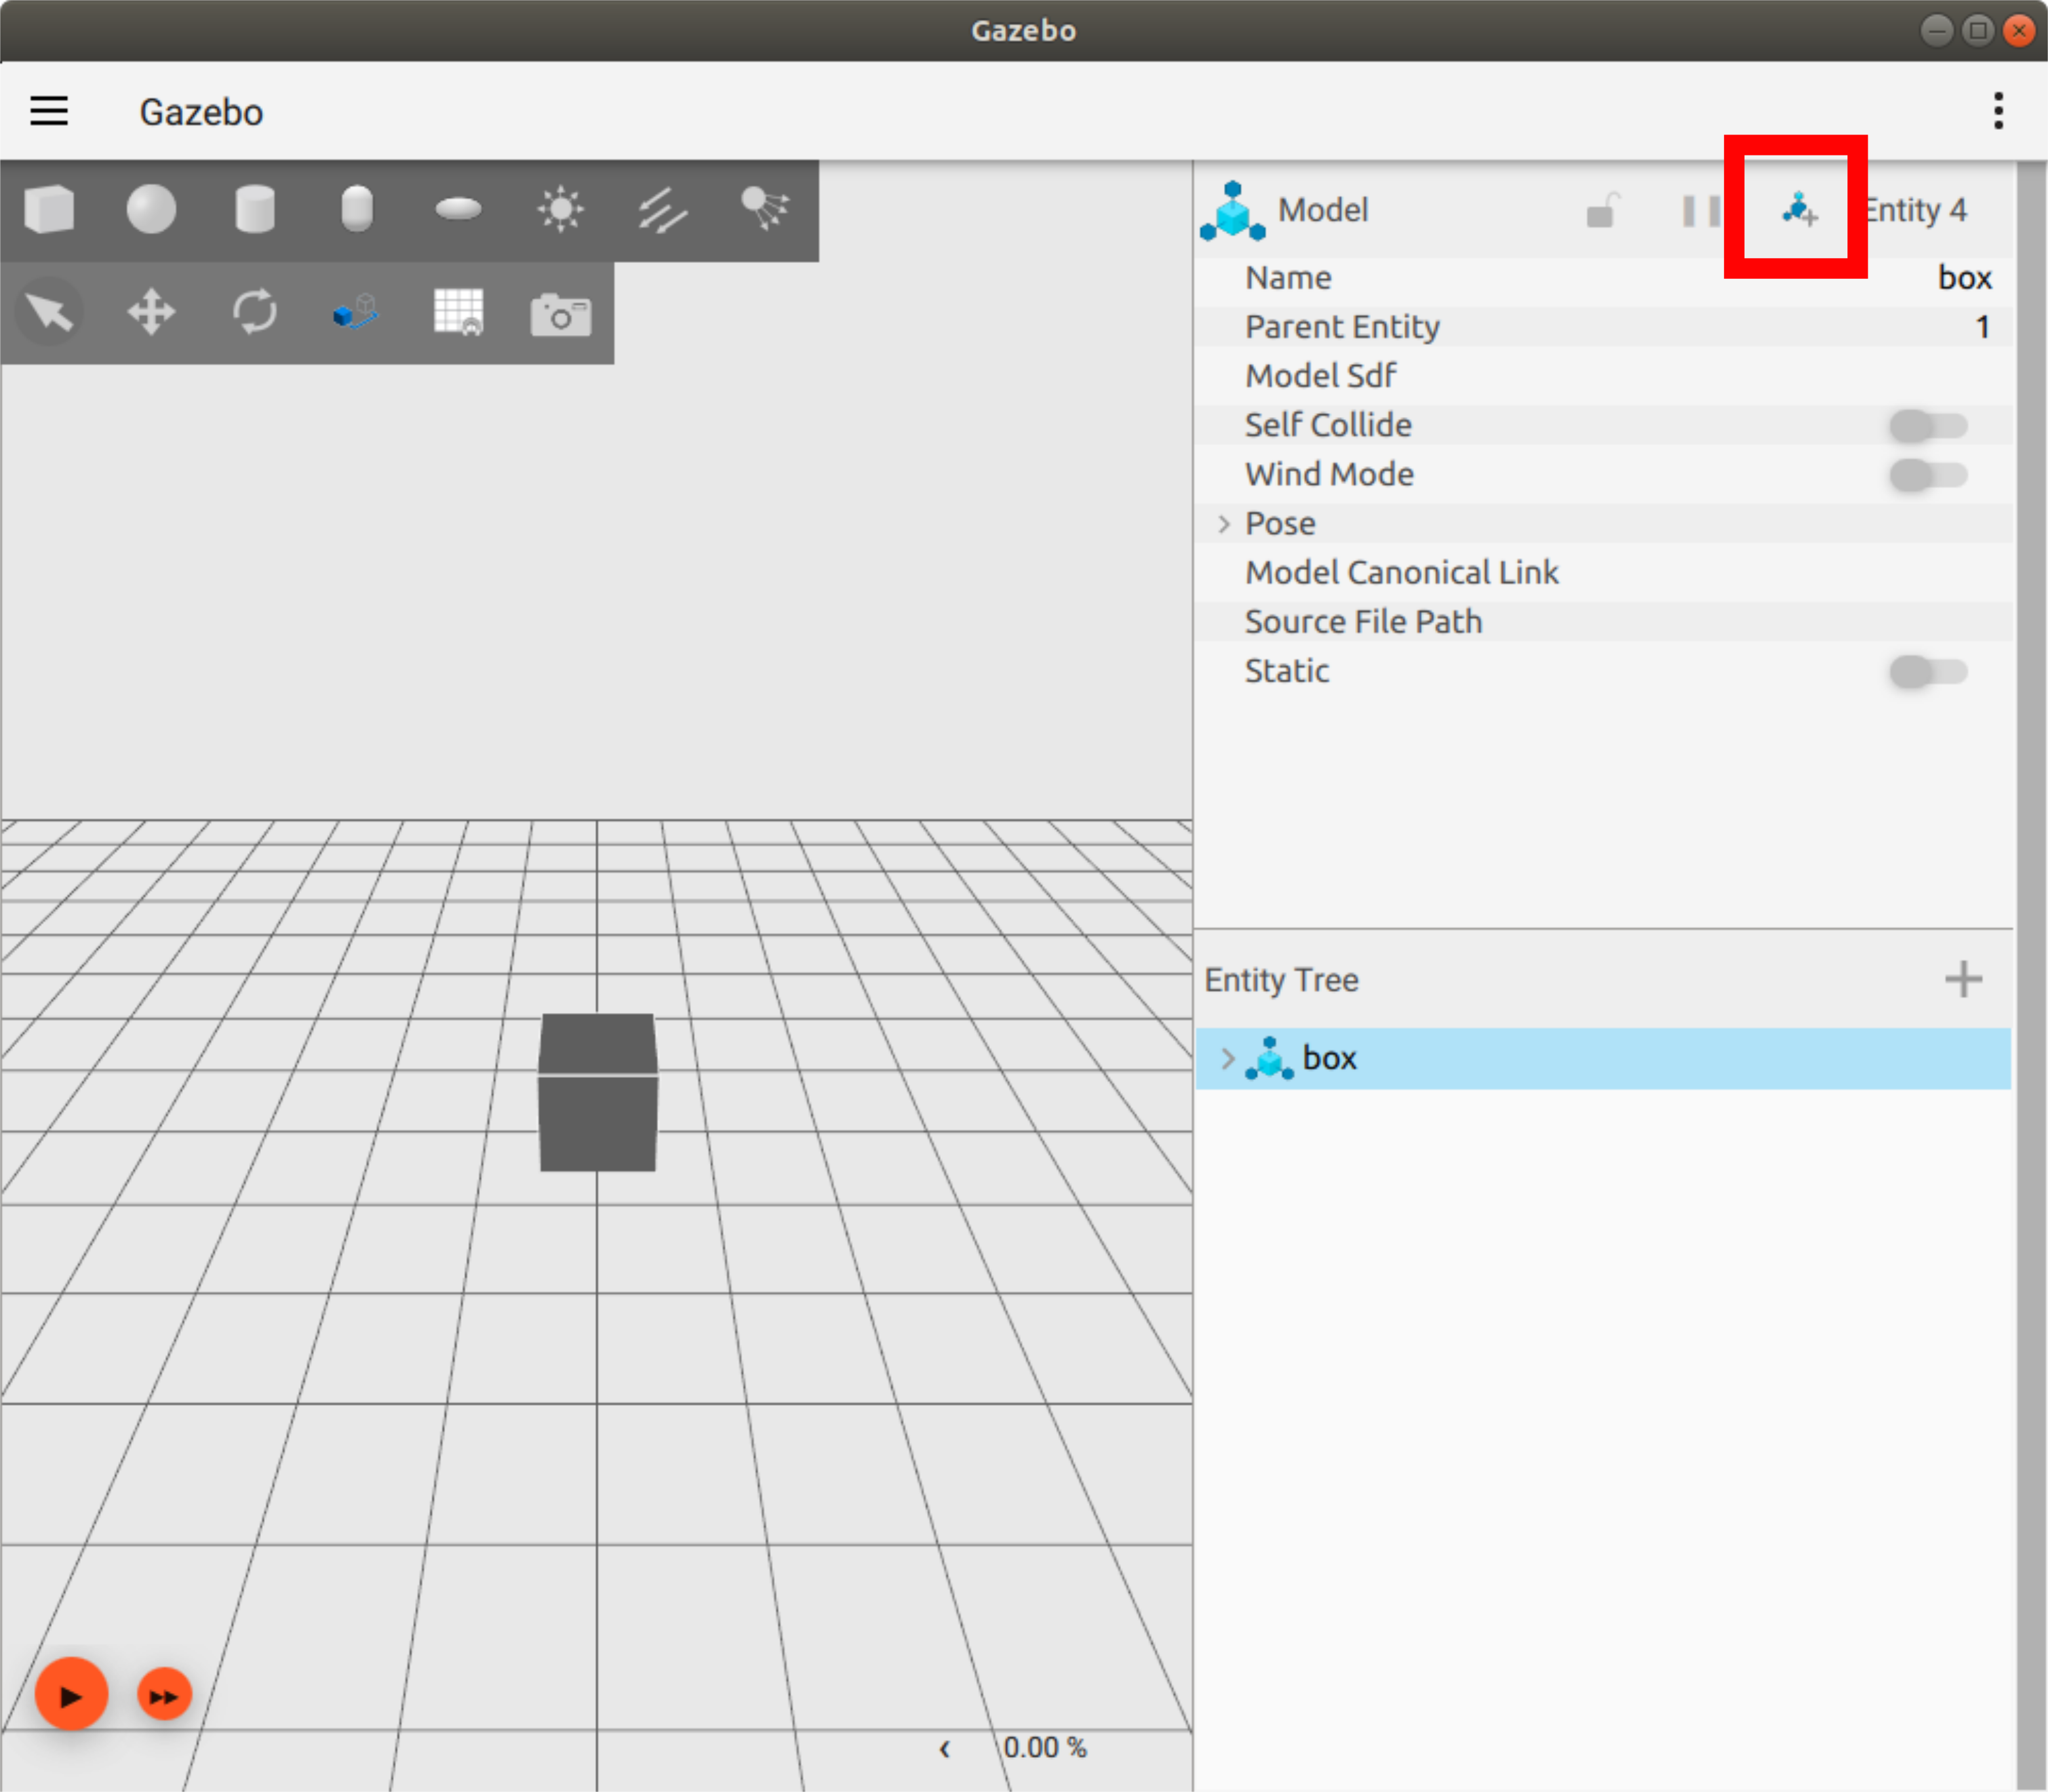 Gazebo
Gazebo
Model
Entity 4
Name
box
Parent Entity
1
Model Sdf
Self Collide
Wind Mode
Pose
Model Canonical Link
Source File Path
Static
Entity Tree
box
0.00 %